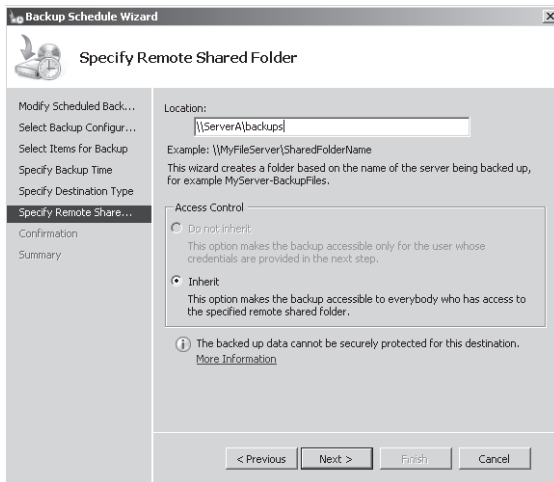 Backup Schedule Wizard
Specify Remote Shared Folder
Modify Scheduled Back...
Select Backup Configur...
Select Items for Backup
Specify Backup Time
Specify Destination Type
Specify Remote Share...
Confirmation
Summary
Location:
\\ServerA\backups
Example: \\MyFileServer\SharedFolderName
This wizard creates a folder based on the name of the server being backed up,
for example MyServer-BackupFiles.
Access Control
Do not inherit
This option makes the backup accessible only for the user whose
credentials are provided in the next step.
Inherit
This option makes the backup accessible to everybody who has access to
the specified remote shared folder.
The backed up data cannot be securely protected for this destination.
More Information
< Previous
Next >
Finish
Cancel